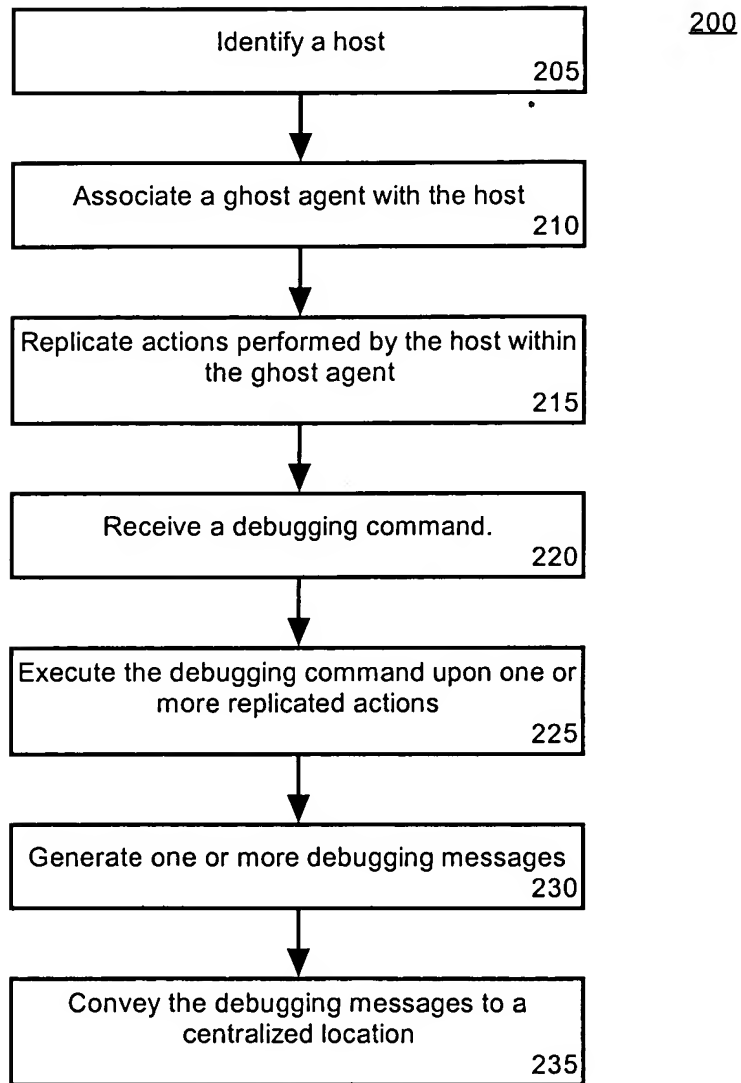 200
Identify a host
205
Associate a ghost agent with the host
210
Replicate actions performed by the host within
the ghost agent
215
Receive a debugging command.
220
Execute the debugging command upon one or
more replicated actions
225
Generate one or more debugging messages
230
Convey the debugging messages to a
centralized location
235